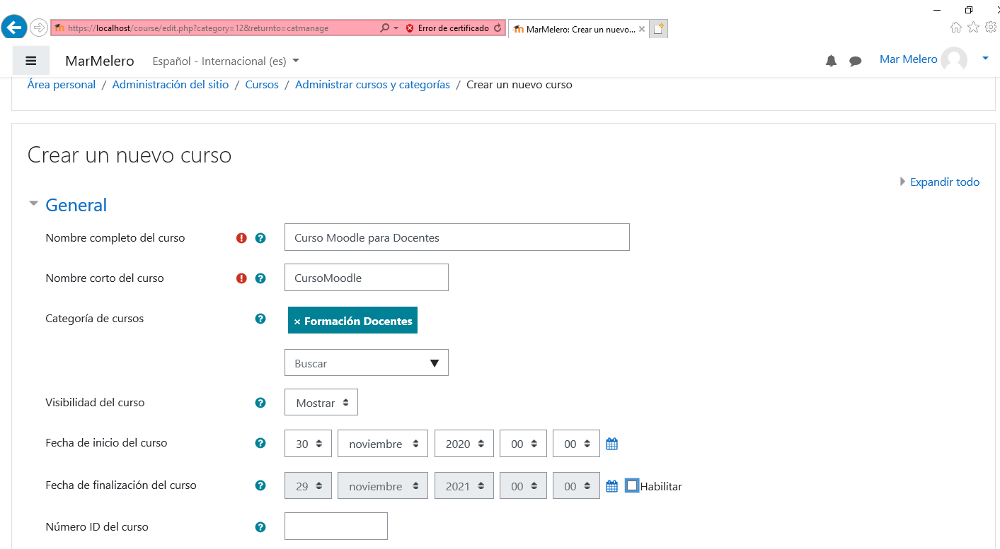 https://localhost/course/edit.php?category=12&returnto=catmanage Error de certificado MarMelero: Crear un nuevo...
MarMelero Español - Internacional (es) Mar Melero
Área personal / Administración del sitio / Cursos / Administrar cursos y categorías / Crear un nuevo curso
Crear un nuevo curso
Expandir todo
General
Nombre completo del curso Curso Moodle para Docentes
Nombre corto del curso CursoMoodle
Categoría de cursos × Formación Docentes
Buscar
Visibilidad del curso Mostrar
Fecha de inicio del curso 30 noviembre 2020 00 00
Fecha de finalización del curso 29 noviembre 2021 00 00 Habilitar
Número ID del curso